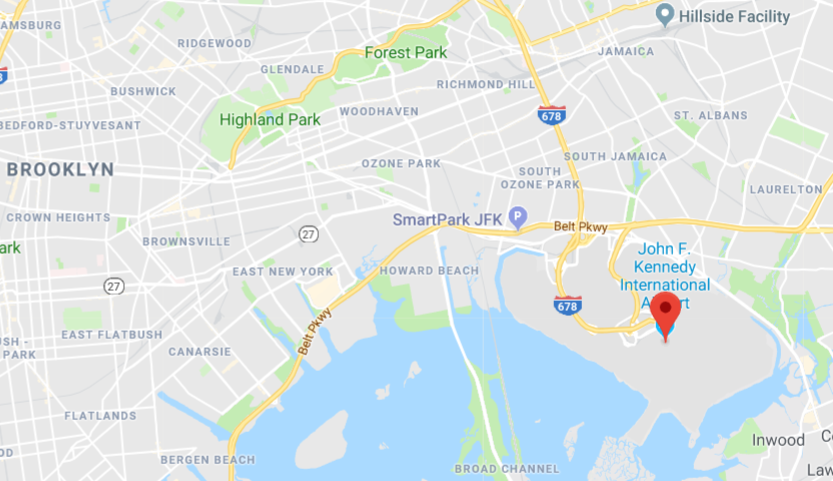 AMSBURG
RIDGEWOOD
Forest Park
Hillside Facility
JAMAICA
GLENDALE
BUSHWICK
RICHMOND HILL
BEDFORD-STUYVESANT
Highland Park
WOODHAVEN
678
ST. ALBANS
BROOKLYN
OZONE PARK
SOUTH JAMAICA
SOUTH
OZONE PARK
LAURELTON
CROWN HEIGHTS
SmartPark JFK
P
Belt Pkwy
27
BROWNSVILLE
ark
John F.
Kennedy
International
A rt
EAST NEW YORK
HOWARD BEACH
27
678
Belt Pkwy
EAST FLATBUSH
USH -
PARK
CANARSIE
FLATLANDS
Inwood
BERGEN BEACH
BROAD CHANNEL
Law